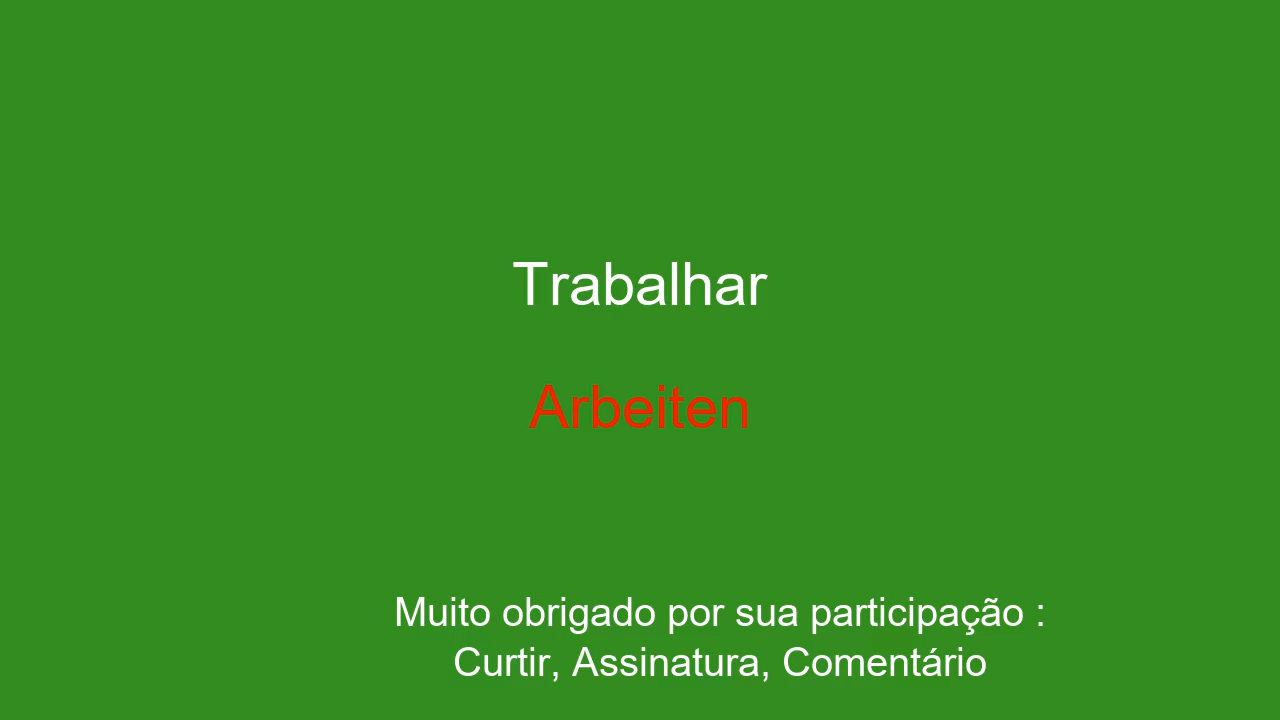 Trabalhar
Arbeiten
Muito obrigado por sua participação :
Curtir, Assinatura, Comentário